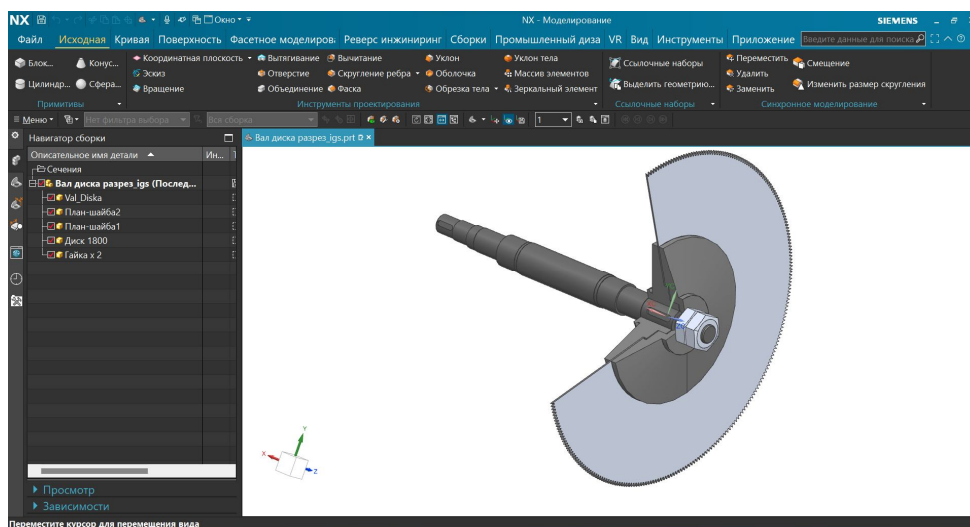 NX Окно NX - Моделирование SIEMENS
Файл Исходная Кривая Поверхность Фасетное моделиров Реверс инжиниринг Сборки Промышленный диза VR Вид Инструменты Приложение Введите данные для поиска
Блок... Конус... Координатная плоскость Вытягивание Вычитание Уклон Уклон тела Ссылочные наборы Переместить Смещение
Эскиз Отверстие Скругление ребра Оболочка Массив элементов Удалить
Цилиндр... Сфера... Вращение Объединение Фаска Обрезка тела Зеркальный элемент Выделить геометрию... Заменить Изменить размер скругления
Примитивы Инструменты проектирования Ссылочные наборы Синхронное моделирование
Меню Нет фильтра выбора Вся сборка 1
Навигатор сборки Вал диска разрез_igs.prt
Описательное имя детали Ин...
Сечения
Вал диска разрез_igs (Послед...
Val_Diska
План-шайба2
План-шайба1
Диск 1800
Гайка x 2
Y
X
Z
Просмотр
Зависимости
Переместите курсор для перемещения вида